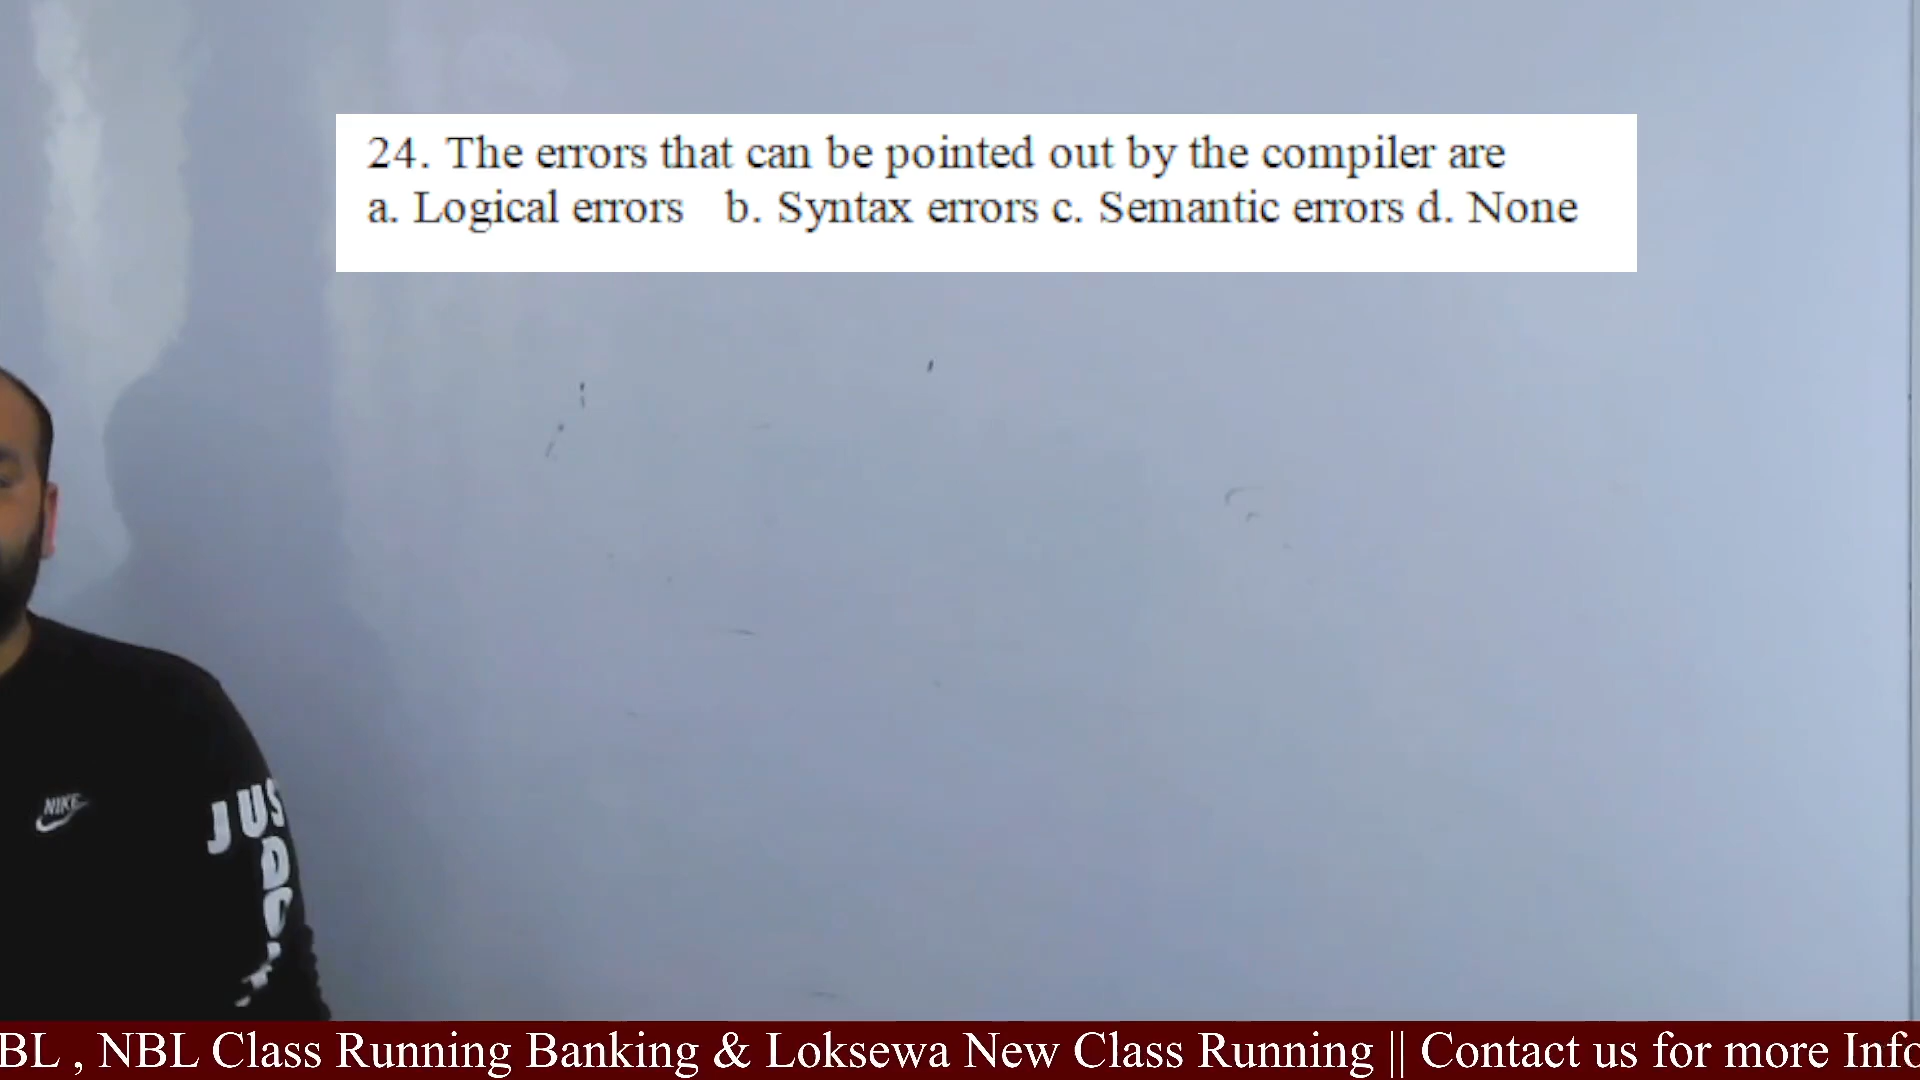 24. The errors that can be pointed out by the compiler are
a. Logical errors b. Syntax errors c. Semantic errors d. None
NIKE
JUS
D
BL , NBL Class Running Banking & Loksewa New Class Running || Contact us for more Info